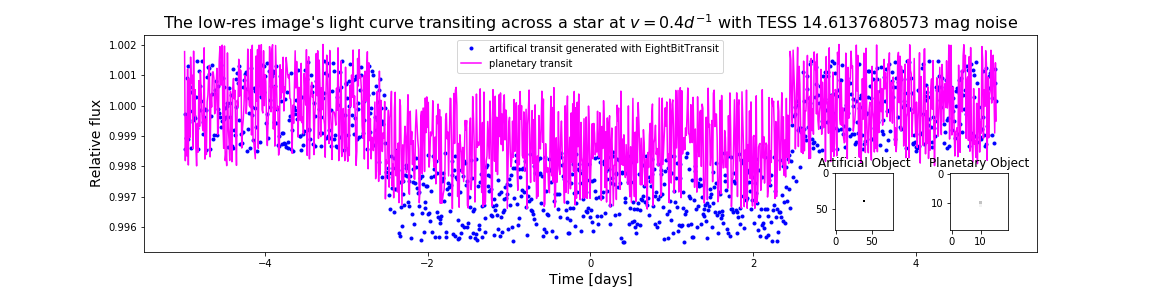 The low-res image's light curve transiting across a star at v = 0.4d⁻¹ with TESS 14.6137680573 mag noise
artifical transit generated with EightBitTransit
planetary transit
Relative flux
1.002
1.001
1.000
0.999
0.998
0.997
0.996
Artificial Object
0
50
0
50
Planetary Object
0
10
0
10
−4
−2
0
2
4
Time [days]